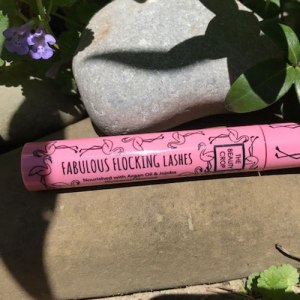 FABULOUS FLOCKING LASHES
Nourished with Argan Oil & Jojoba
THE
BEAUTY
CROP